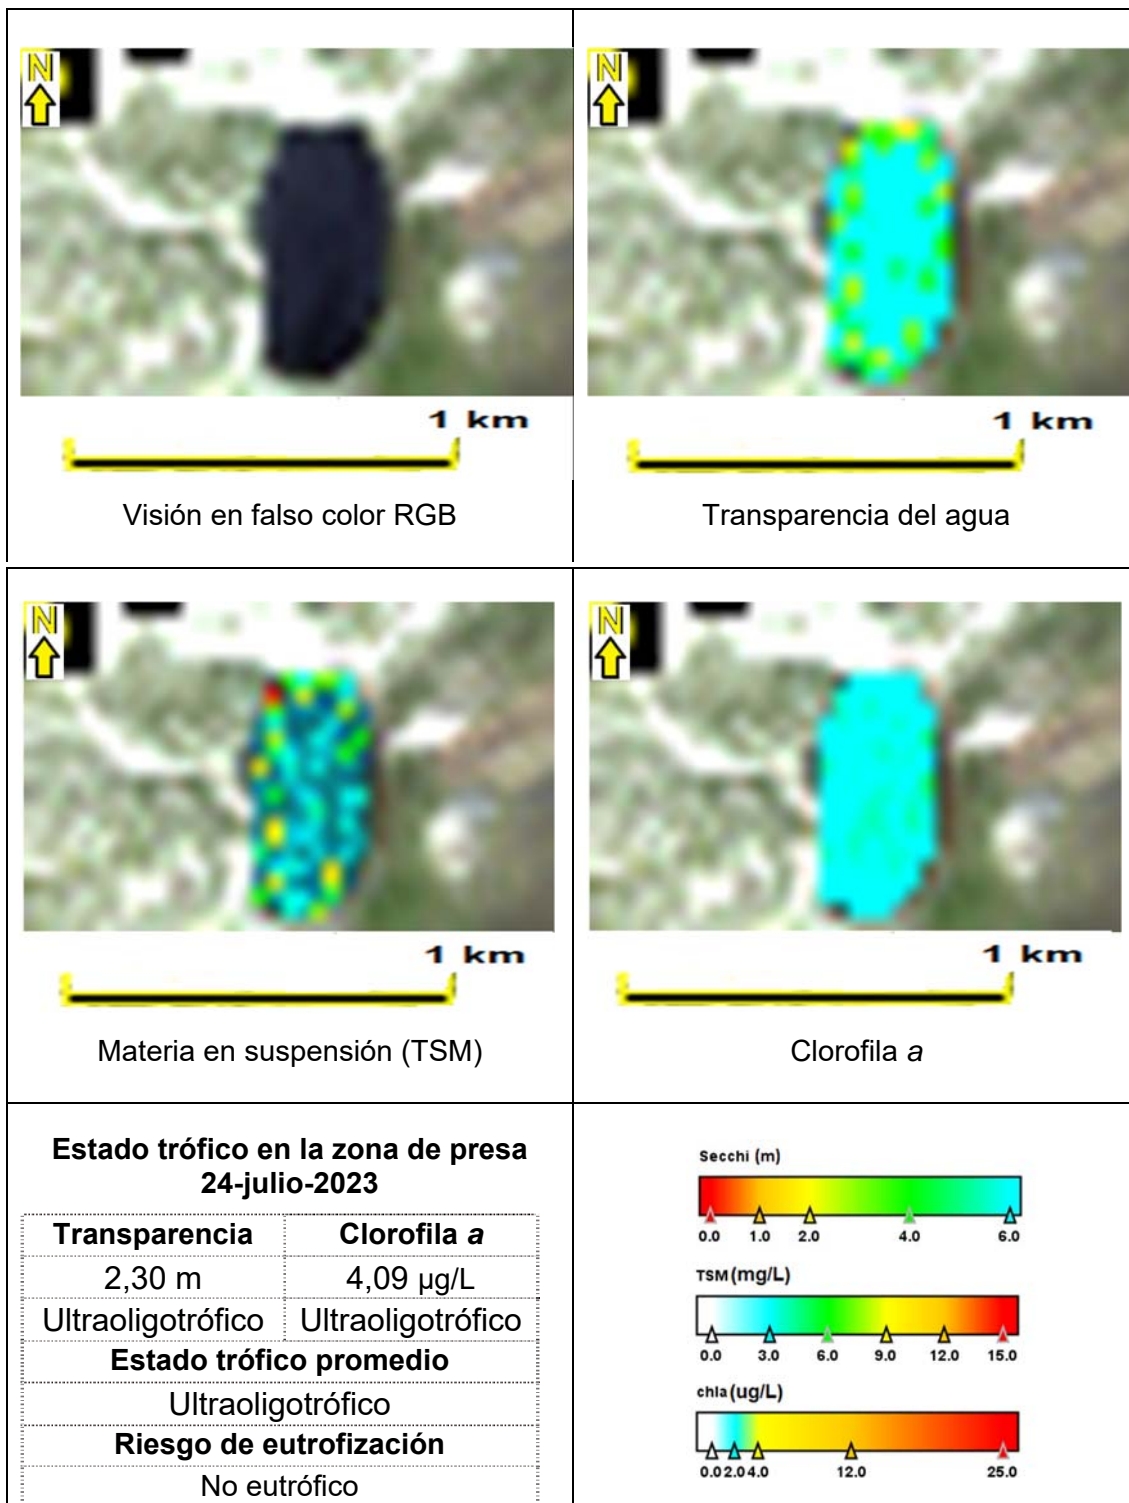 N
1 km
Visión en falso color RGB
N
1 km
Transparencia del agua
N
1 km
Materia en suspensión (TSM)
N
1 km
Clorofila a
Estado trófico en la zona de presa
24-julio-2023
Transparencia Clorofila a
2,30 m 4,09 µg/L
Ultraoligotrófico Ultraoligotrófico
Estado trófico promedio
Ultraoligotrófico
Riesgo de eutrofización
No eutrófico
Secchi (m)
0.0 1.0 2.0 4.0 6.0
TSM (mg/L)
0.0 3.0 6.0 9.0 12.0 15.0
chla (ug/L)
0.0 2.0 4.0 12.0 25.0